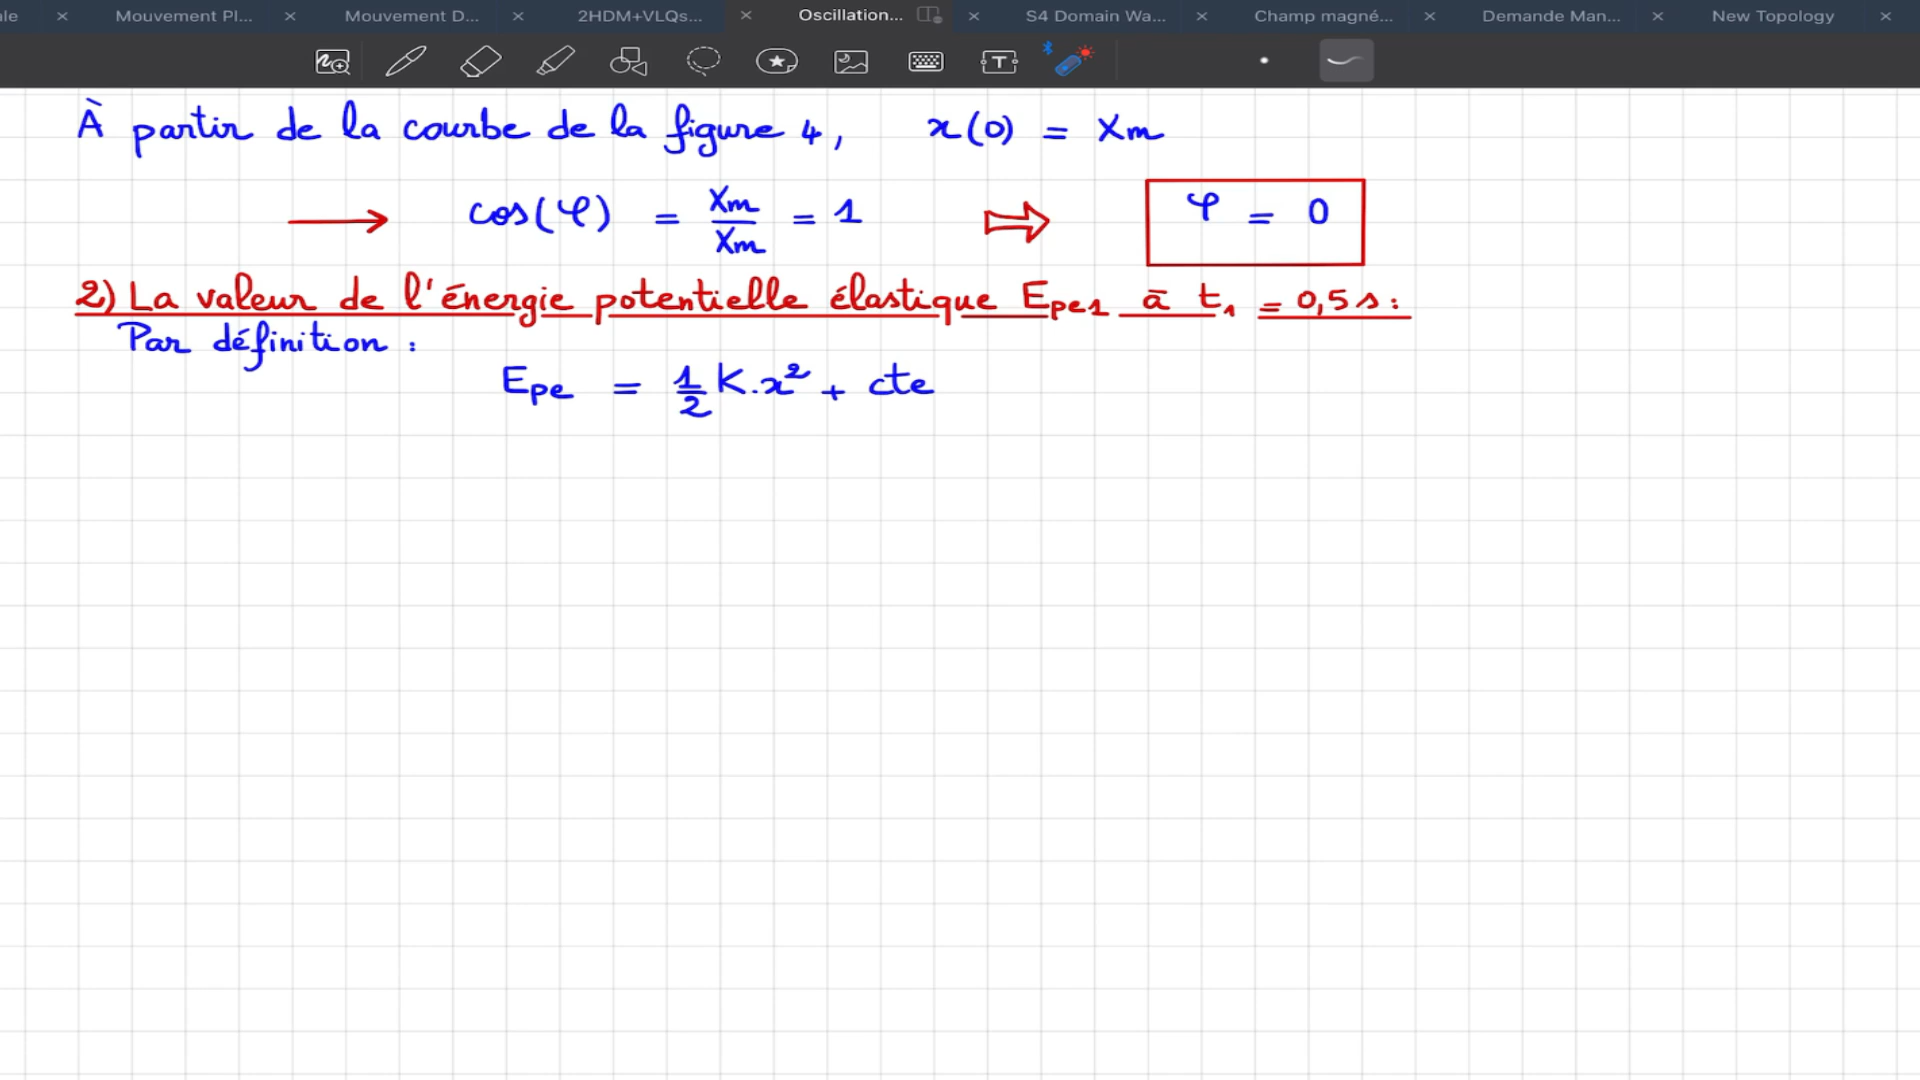 le Mouvement Pl... Mouvement D... 2HDM+VLQs... Oscillation... S4 Domain Wa... Champ magné... Demande Man... New Topology
À partir de la courbe de la figure 4, x(0) = Xm
→ cos(φ) = Xm/Xm = 1 ⇒ φ = 0
2) La valeur de l'énergie potentielle élastique Epe1 à t1 = 0,5 s :
Par définition :
Epe = 1/2 K.x² + cte